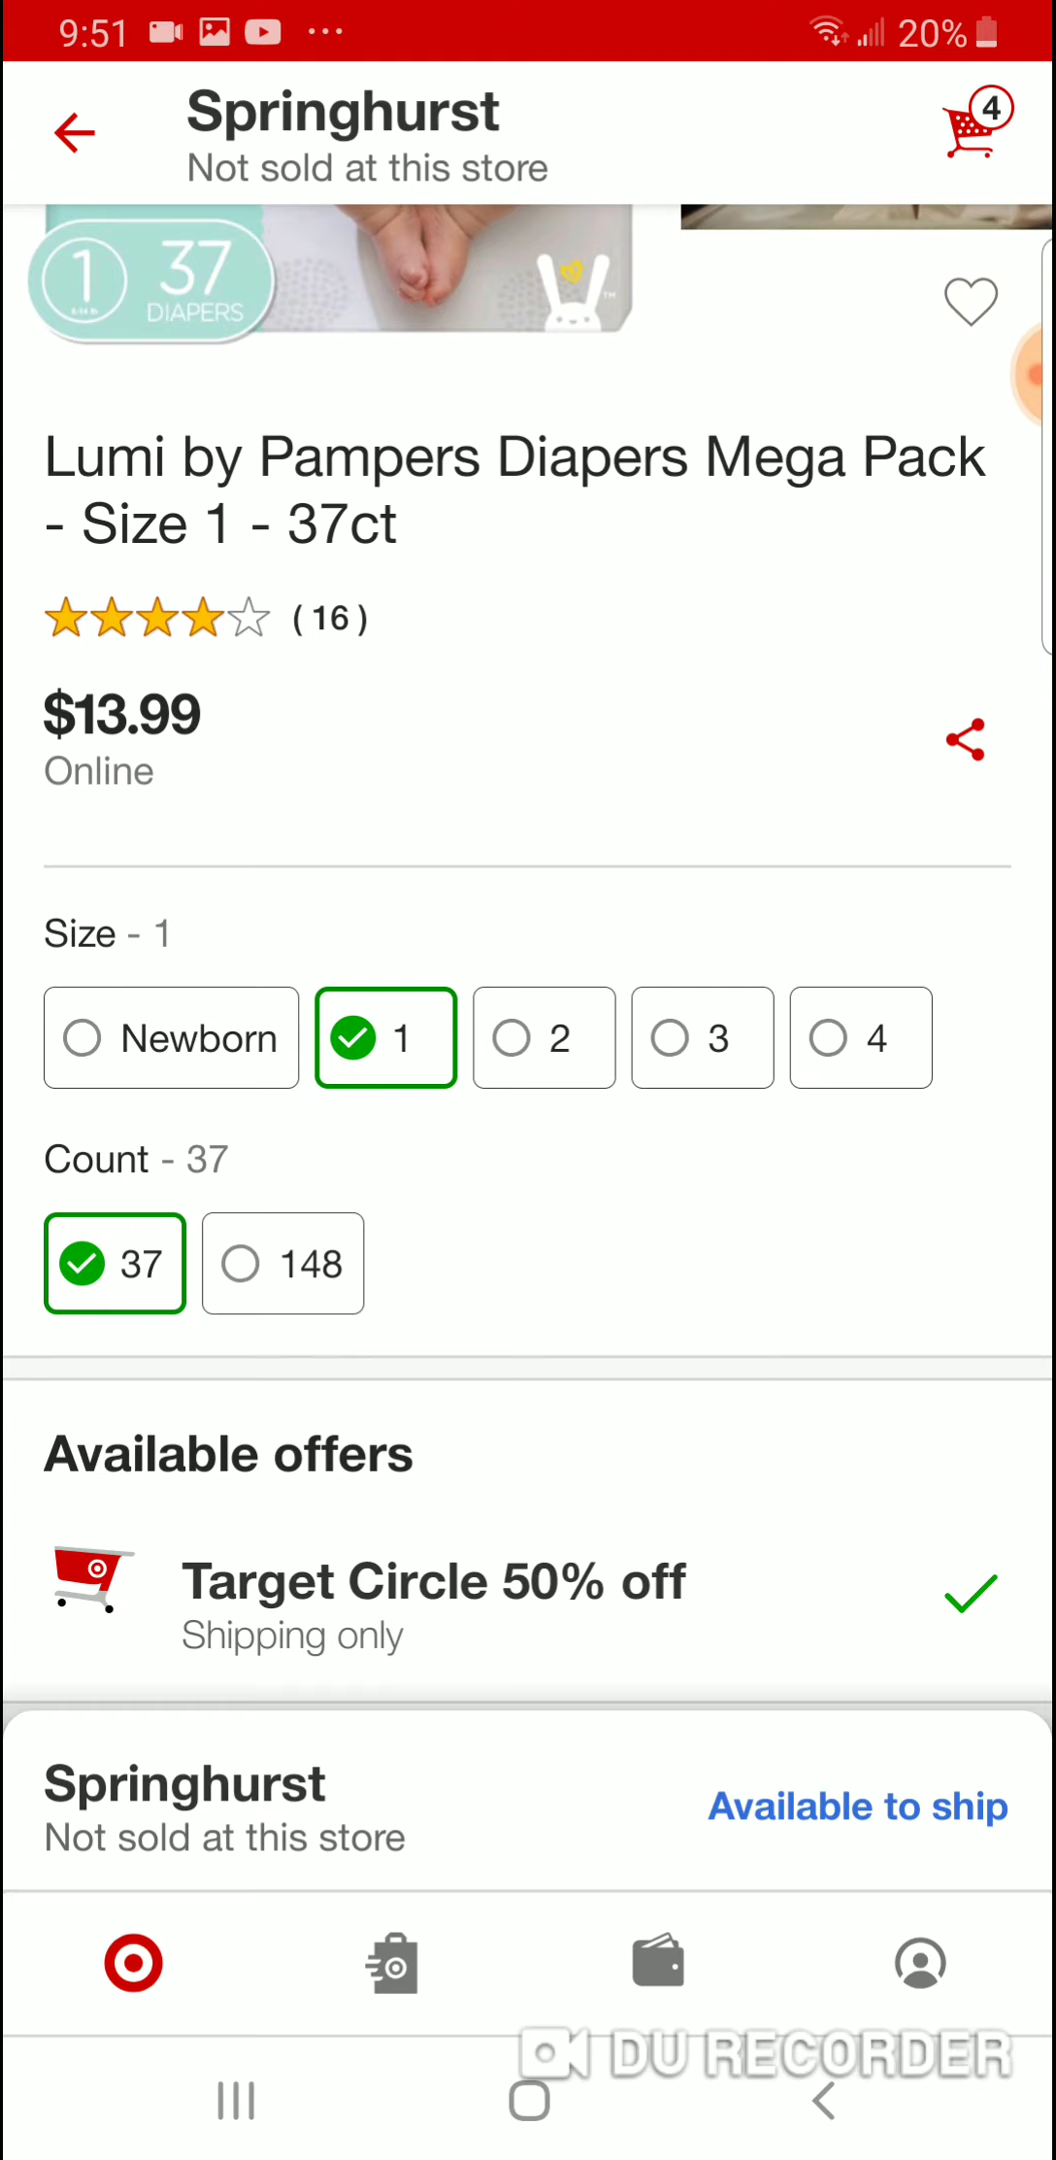 9:51
20%
Springhurst
4
Not sold at this store
1 37
DIAPERS
TM
Lumi by Pampers Diapers Mega Pack
- Size 1 - 37ct
( 16 )
$13.99
Online
Size - 1
Newborn 1 2 3 4
Count - 37
37 148
Available offers
Target Circle 50% off
Shipping only
Springhurst
Available to ship
Not sold at this store
DU RECORDER